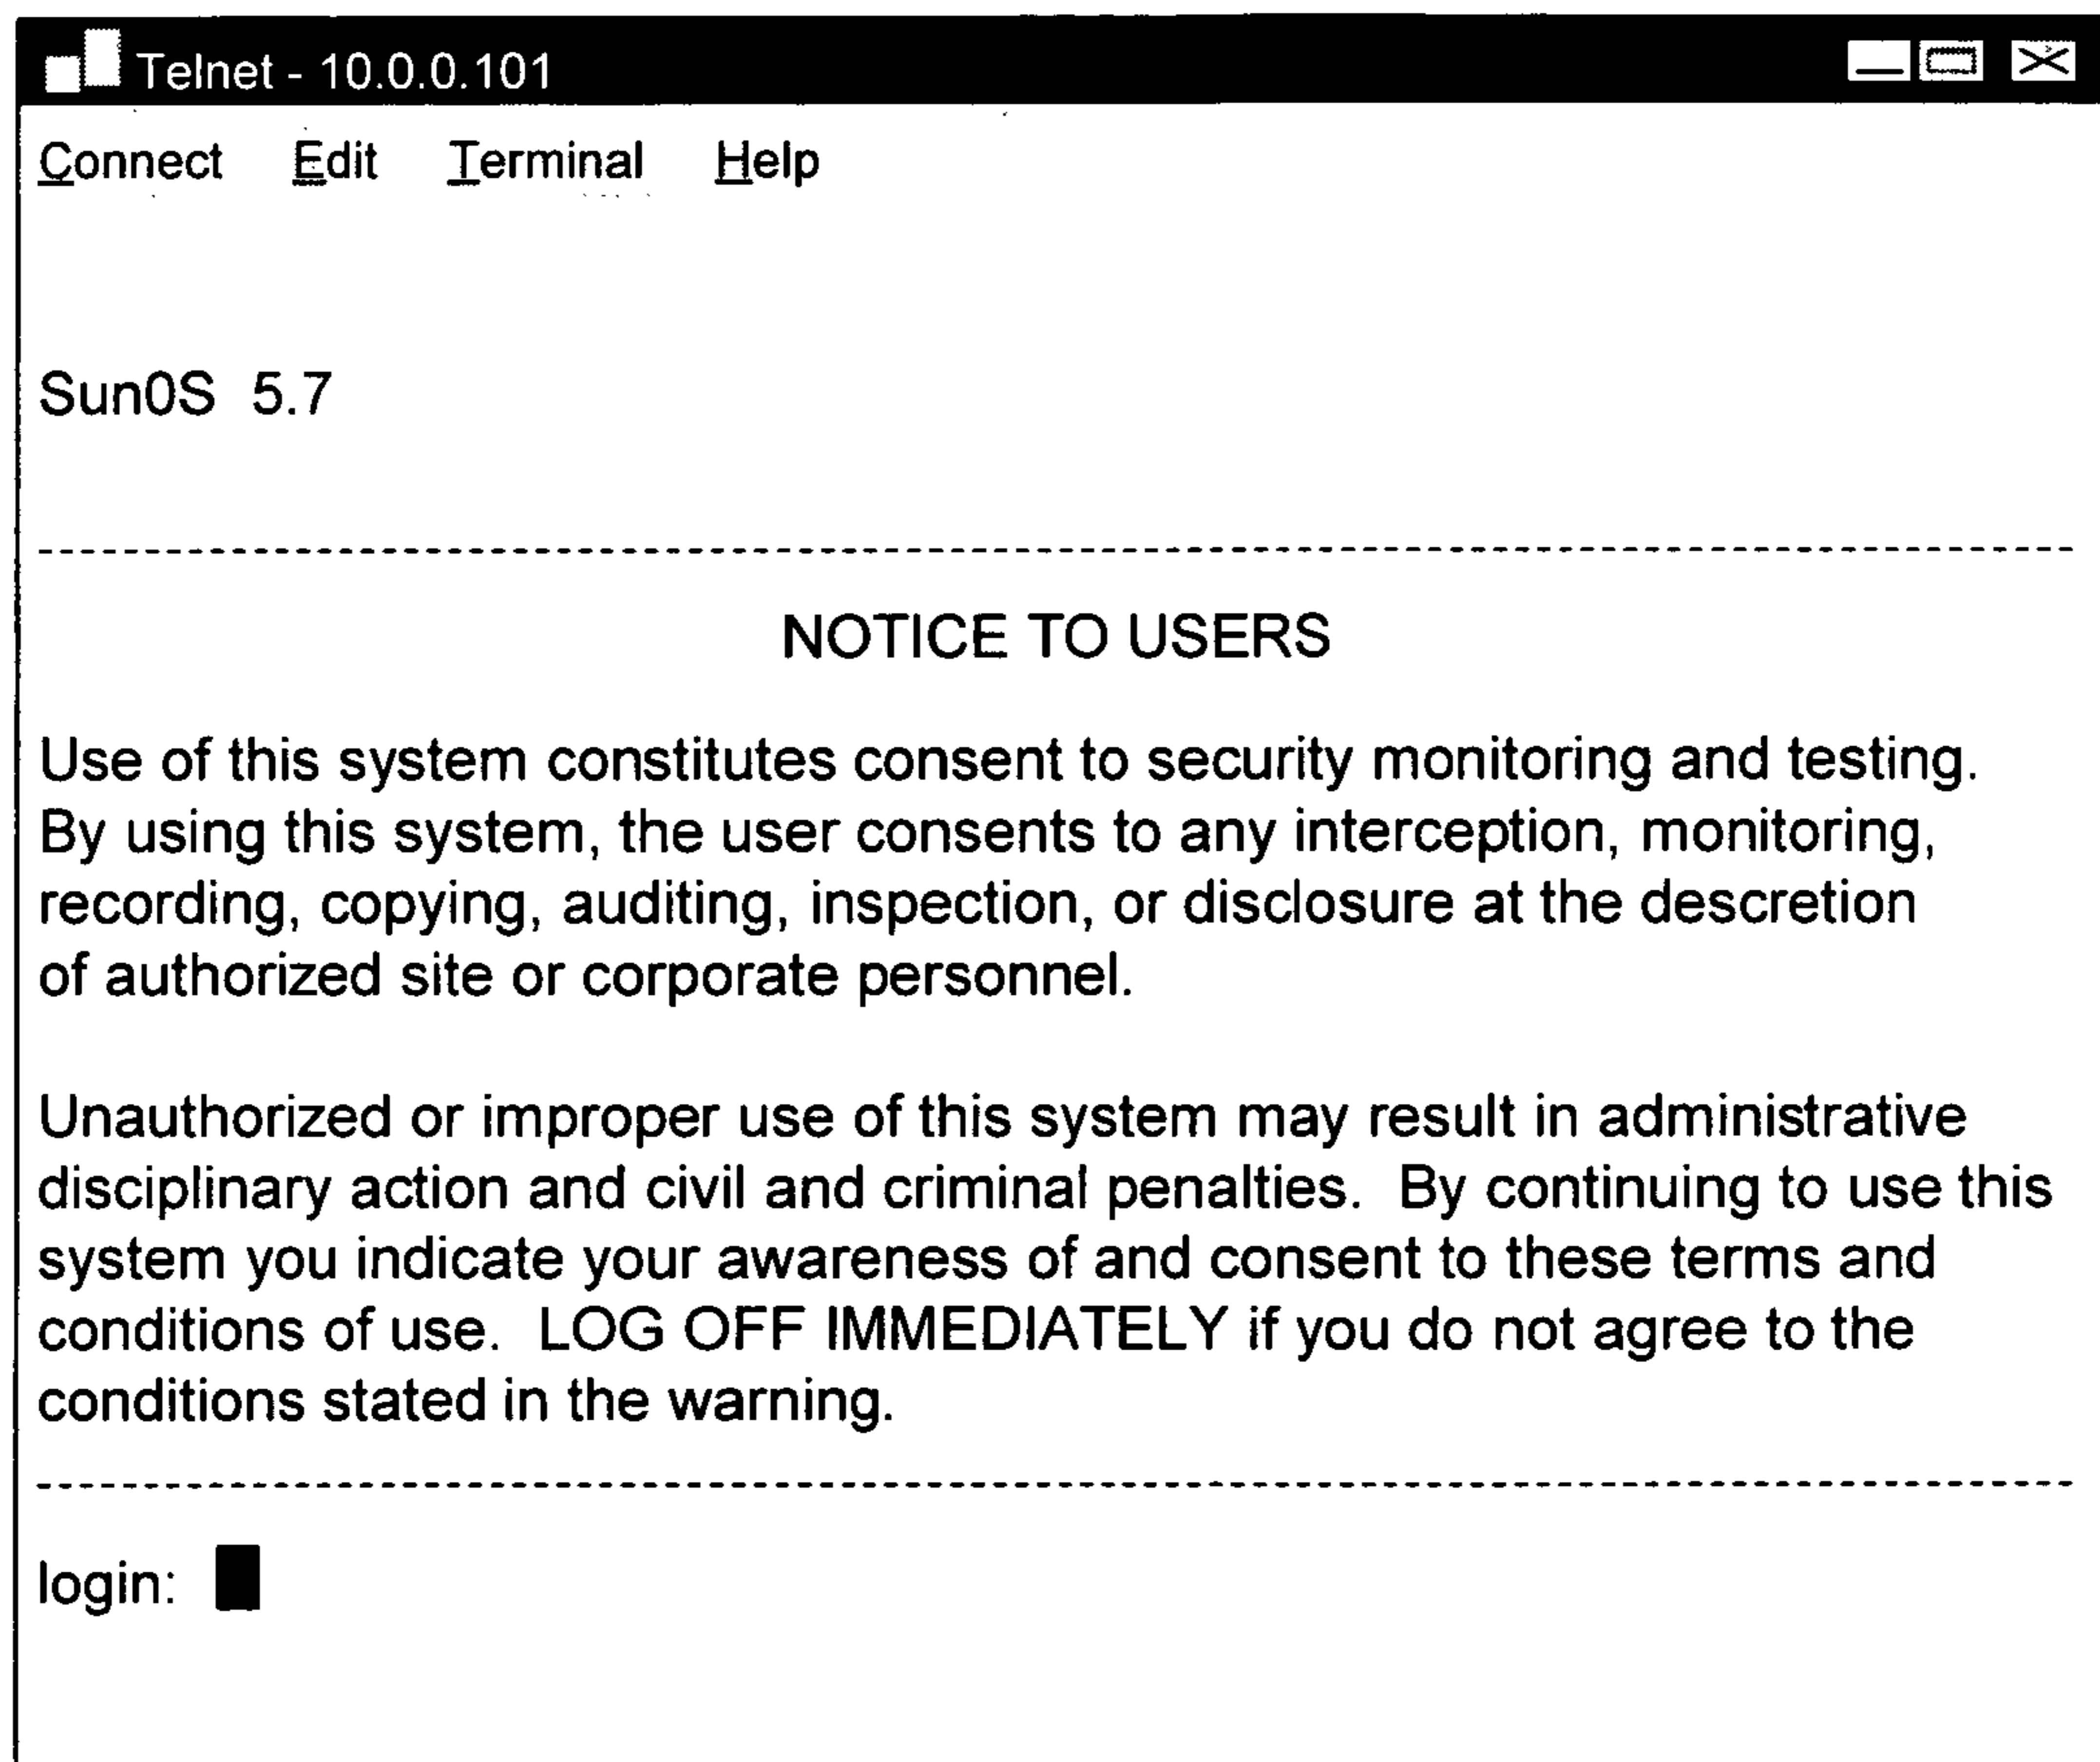 Telnet - 10.0.0.101
Connect Edit Terminal Help
Sun0S 5.7
NOTICE TO USERS
Use of this system constitutes consent to security monitoring and testing.
By using this system, the user consents to any interception, monitoring,
recording, copying, auditing, inspection, or disclosure at the descretion
of authorized site or corporate personnel.
Unauthorized or improper use of this system may result in administrative
disciplinary action and civil and criminal penalties. By continuing to use this
system you indicate your awareness of and consent to these terms and
conditions of use. LOG OFF IMMEDIATELY if you do not agree to the
conditions stated in the warning.
login: